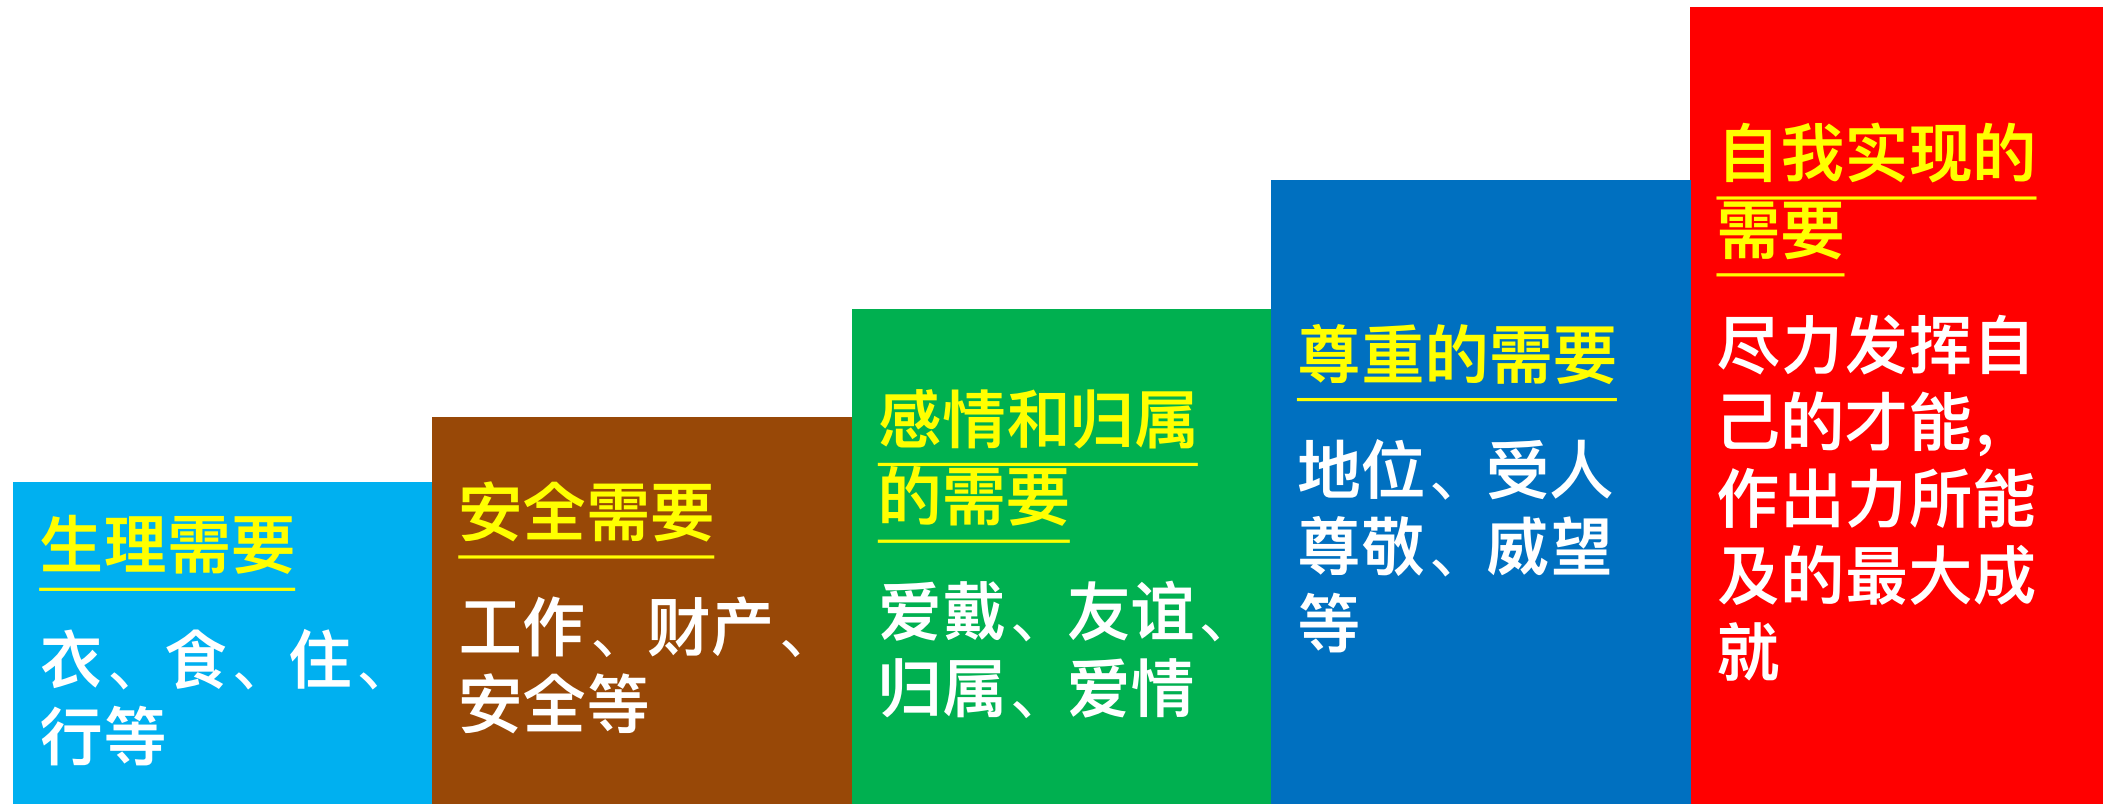 生理需要
衣、食、住、
行等
安全需要
工作、财产、
安全等
感情和归属
的需要
爱戴、友谊、
归属、爱情
尊重的需要
地位、受人
尊敬、威望
等
自我实现的
需要
尽力发挥自
己的才能，
作出力所能
及的最大成
就